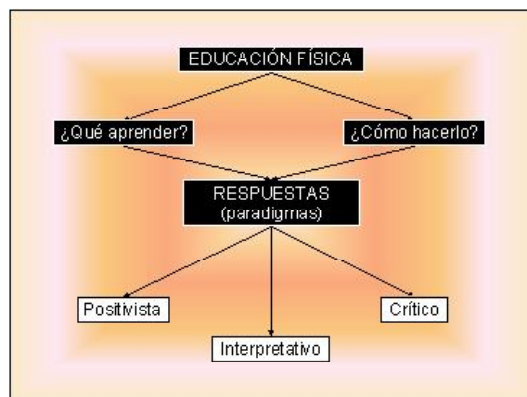 EDUCACIÓN FÍSICA
¿Qué aprender?
¿Cómo hacerlo?
RESPUESTAS
(paradigmas)
Positivista
Crítico
Interpretativo